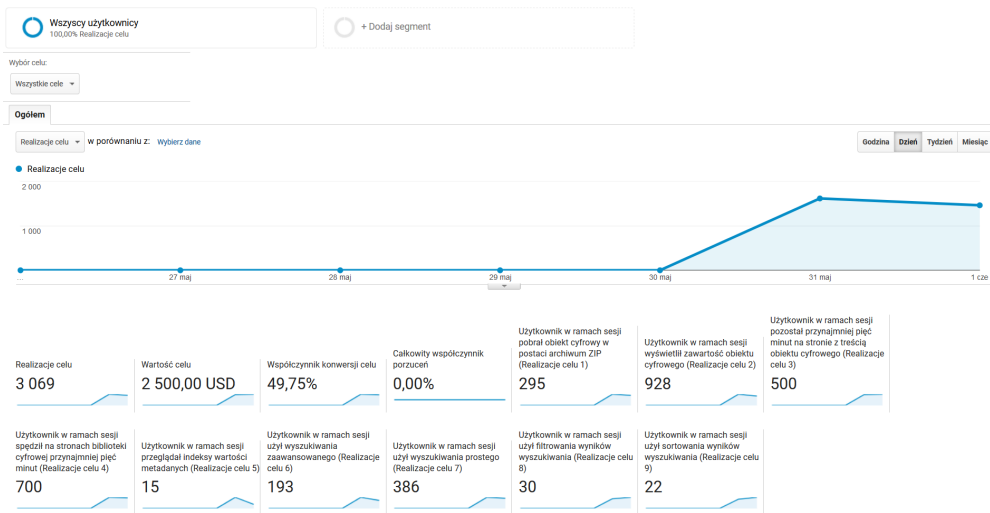 Wszyscy użytkownicy
100,00% Realizacje celu
+ Dodaj segment
Wybór celu:
Wszystkie cele
Ogółem
Realizacje celu
w porównaniu z:
Wybierz dane
Godzina
Dzień
Tydzień
Miesiąc
Realizacje celu
2 000
1 000
...
27 maj
28 maj
29 maj
30 maj
31 maj
1 cze
Realizacje celu
3 069
Wartość celu
2 500,00 USD
Współczynnik konwersji celu
49,75%
Całkowity współczynnik
porzuceń
0,00%
Użytkownik w ramach sesji
pobrał obiekt cyfrowy w
postaci archiwum ZIP
(Realizacje celu 1)
295
Użytkownik w ramach sesji
wyświetlił zawartość obiektu
cyfrowego (Realizacje celu 2)
928
Użytkownik w ramach sesji
pozostał przynajmniej pięć
minut na stronie z treścią
obiektu cyfrowego (Realizacje
celu 3)
500
Użytkownik w ramach sesji
spędził na stronach biblioteki
cyfrowej przynajmniej pięć
minut (Realizacje celu 4)
700
Użytkownik w ramach sesji
przeglądał indeksy wartości
metadanych (Realizacje celu 5)
15
Użytkownik w ramach sesji
użył wyszukiwania
zaawansowanego (Realizacje
celu 6)
193
Użytkownik w ramach sesji
użył wyszukiwania prostego
(Realizacje celu 7)
386
Użytkownik w ramach sesji
użył filtrowania wyników
wyszukiwania (Realizacje celu
8)
30
Użytkownik w ramach sesji
użył sortowania wyników
wyszukiwania (Realizacje celu
9)
22